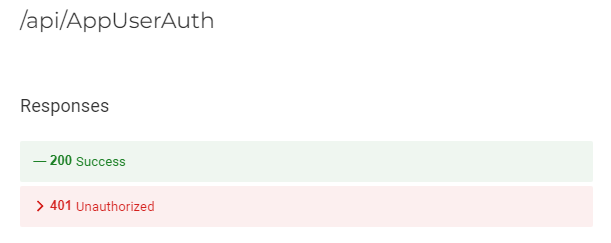 /api/AppUserAuth
Responses
— 200 Success
401 Unauthorized